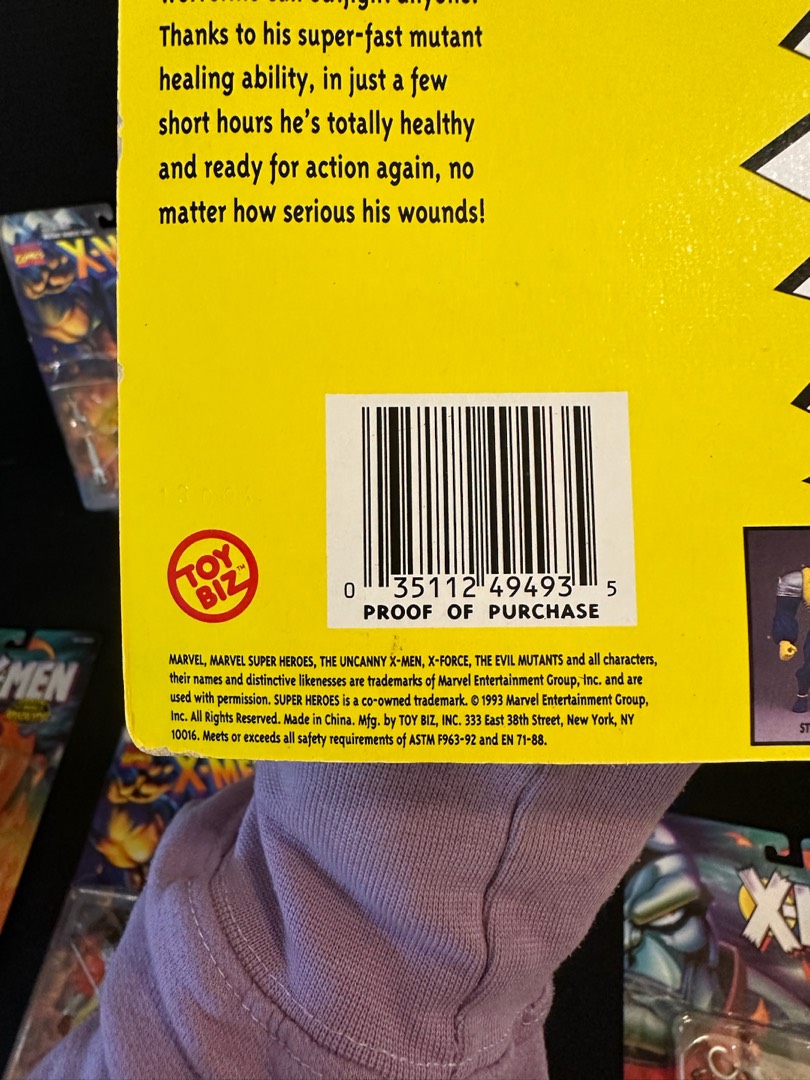 Thanks to his super-fast mutant
healing ability, in just a few
short hours he's totally healthy
and ready for action again, no
matter how serious his wounds!
TOY
BIZ™
0 35112 49493 5
PROOF OF PURCHASE
MARVEL, MARVEL SUPER HEROES, THE UNCANNY X-MEN, X-FORCE, THE EVIL MUTANTS and all characters,
their names and distinctive likenesses are trademarks of Marvel Entertainment Group, Inc. and are
used with permission. SUPER HEROES is a co-owned trademark. © 1993 Marvel Entertainment Group,
Inc. All Rights Reserved. Made in China. Mfg. by TOY BIZ, INC. 333 East 38th Street, New York, NY
10016. Meets or exceeds all safety requirements of ASTM F963-92 and EN 71-88.